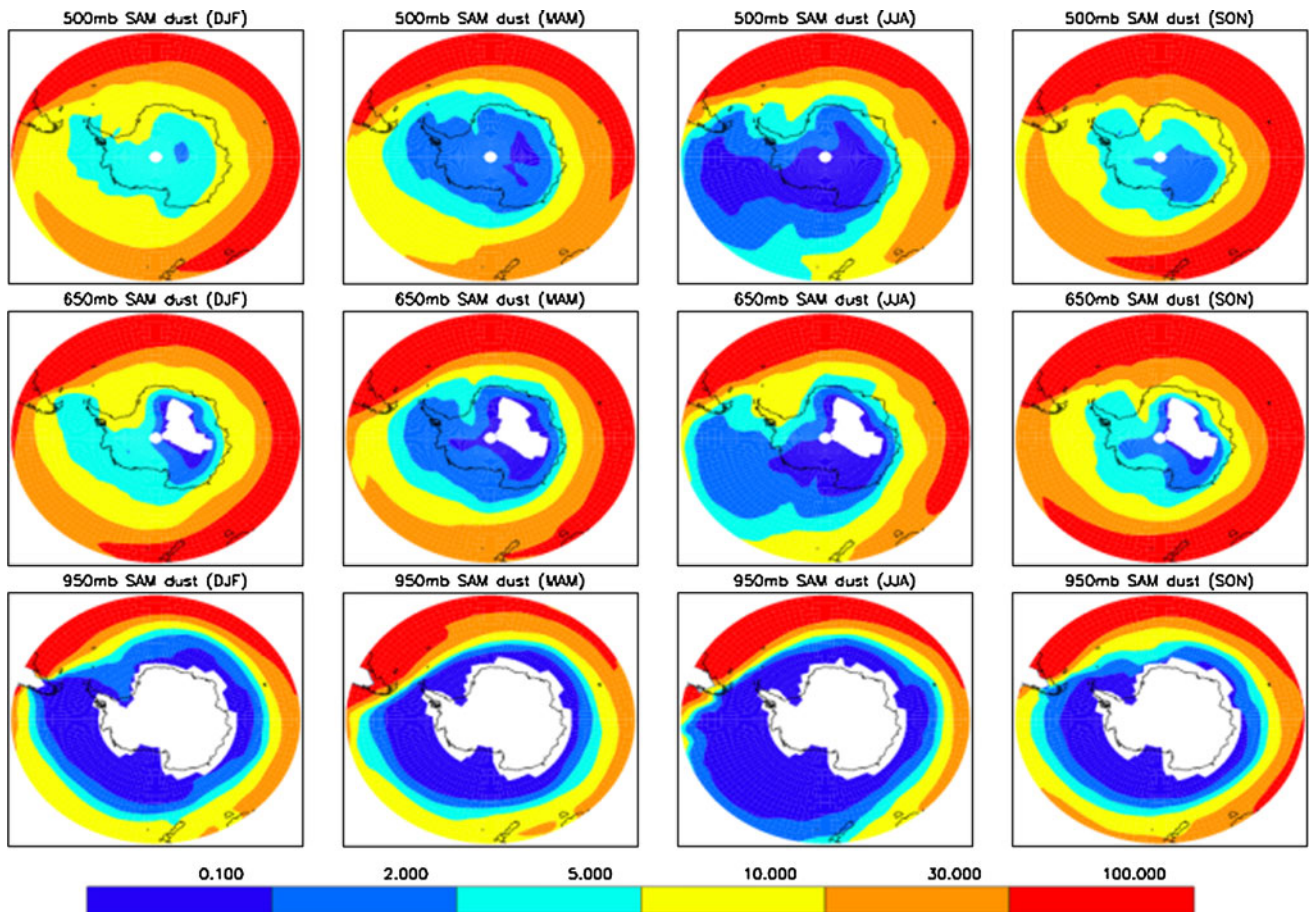 500mb SAM dust (DJF)
500mb SAM dust (MAM)
500mb SAM dust (JJA)
500mb SAM dust (SON)
650mb SAM dust (DJF)
650mb SAM dust (MAM)
650mb SAM dust (JJA)
650mb SAM dust (SON)
950mb SAM dust (DJF)
950mb SAM dust (MAM)
950mb SAM dust (JJA)
950mb SAM dust (SON)
0.100 2.000 5.000 10.000 30.000 100.000